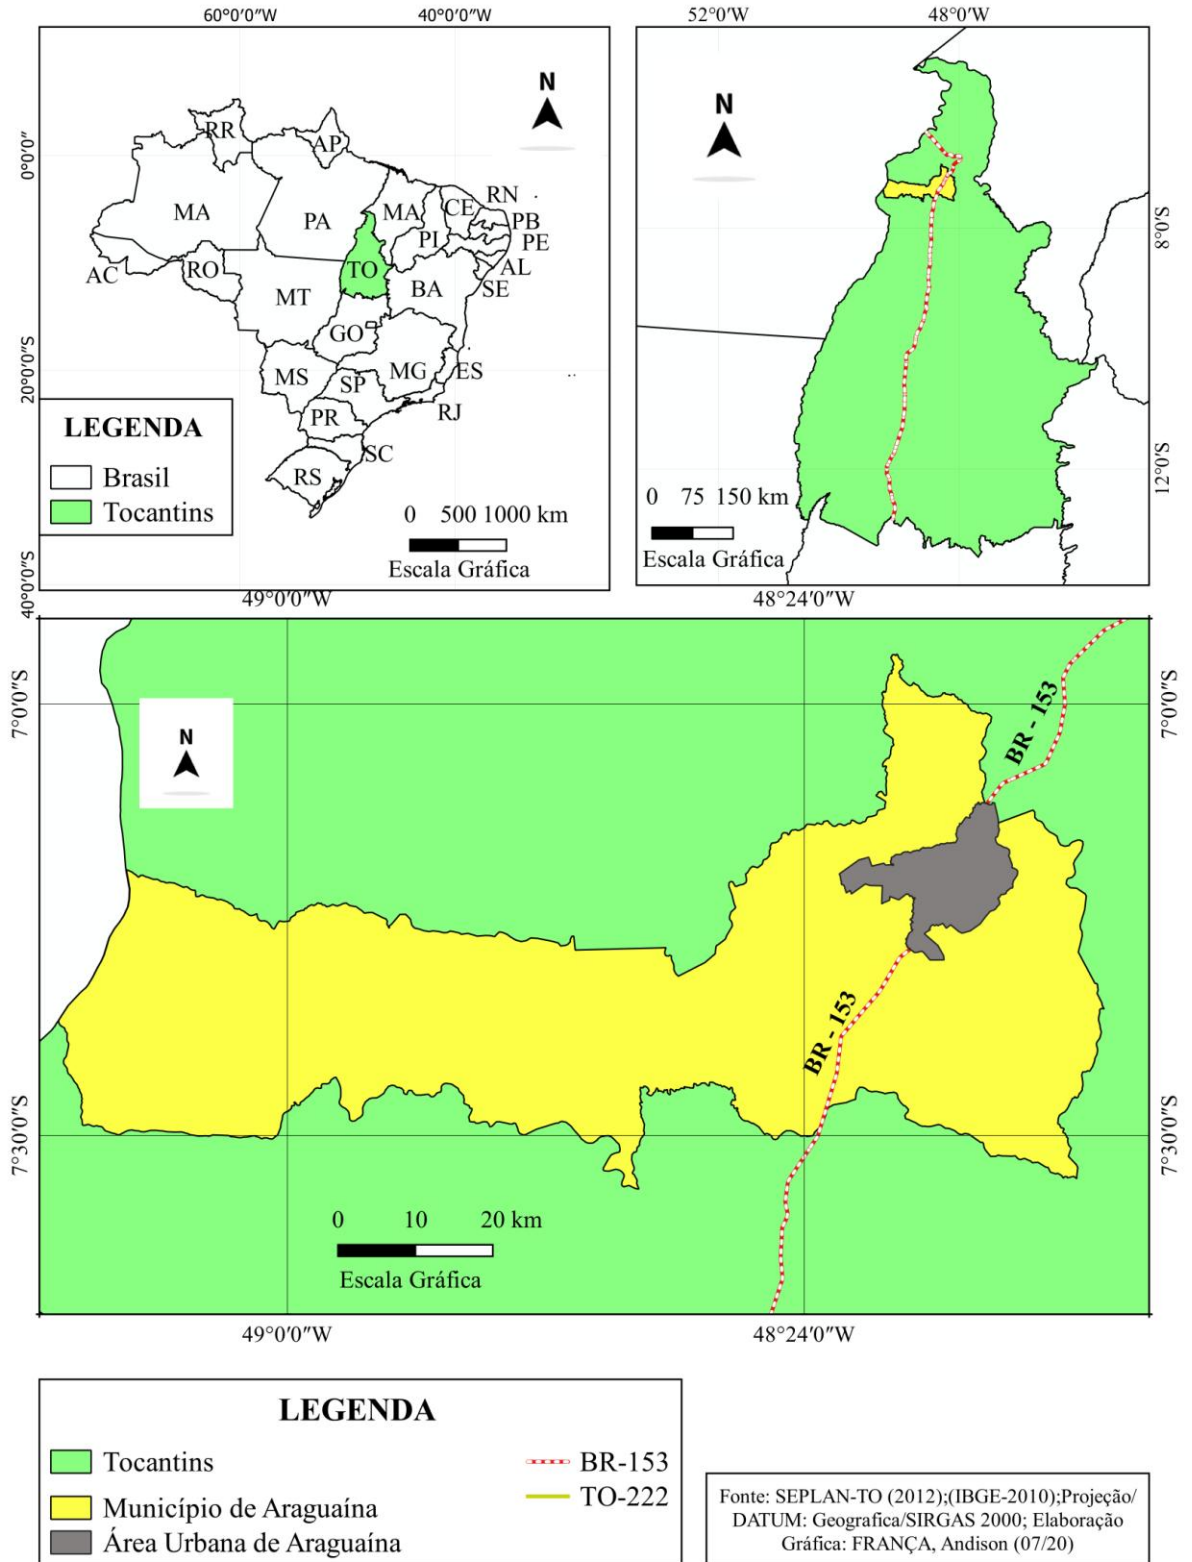 60°0'0"W 40°0'0"W
0°0'0"
20°0'0"S
40°0'0"S
N
RR
AP
MA
PA
MA
CE
RN
PB
PE
AL
SE
PI
TO
AC
RO
MT
BA
GO
MG
ES
MS
SP
RJ
PR
SC
RS
LEGENDA
Brasil
Tocantins
0 500 1000 km
Escala Gráfica
52°0'W 48°0'W
8°0'S
12°0'S
N
0 75 150 km
Escala Gráfica
49°0'0"W 48°24'0"W
7°0'0"S 7°0'0"S
7°30'0"S 7°30'0"S
N
BR - 153
BR - 153
0 10 20 km
Escala Gráfica
49°0'0"W 48°24'0"W
LEGENDA
Tocantins
Município de Araguaína
Área Urbana de Araguaína
BR-153
TO-222
Fonte: SEPLAN-TO (2012);(IBGE-2010);Projeção/
DATUM: Geografica/SIRGAS 2000; Elaboração
Gráfica: FRANÇA, Andison (07/20)